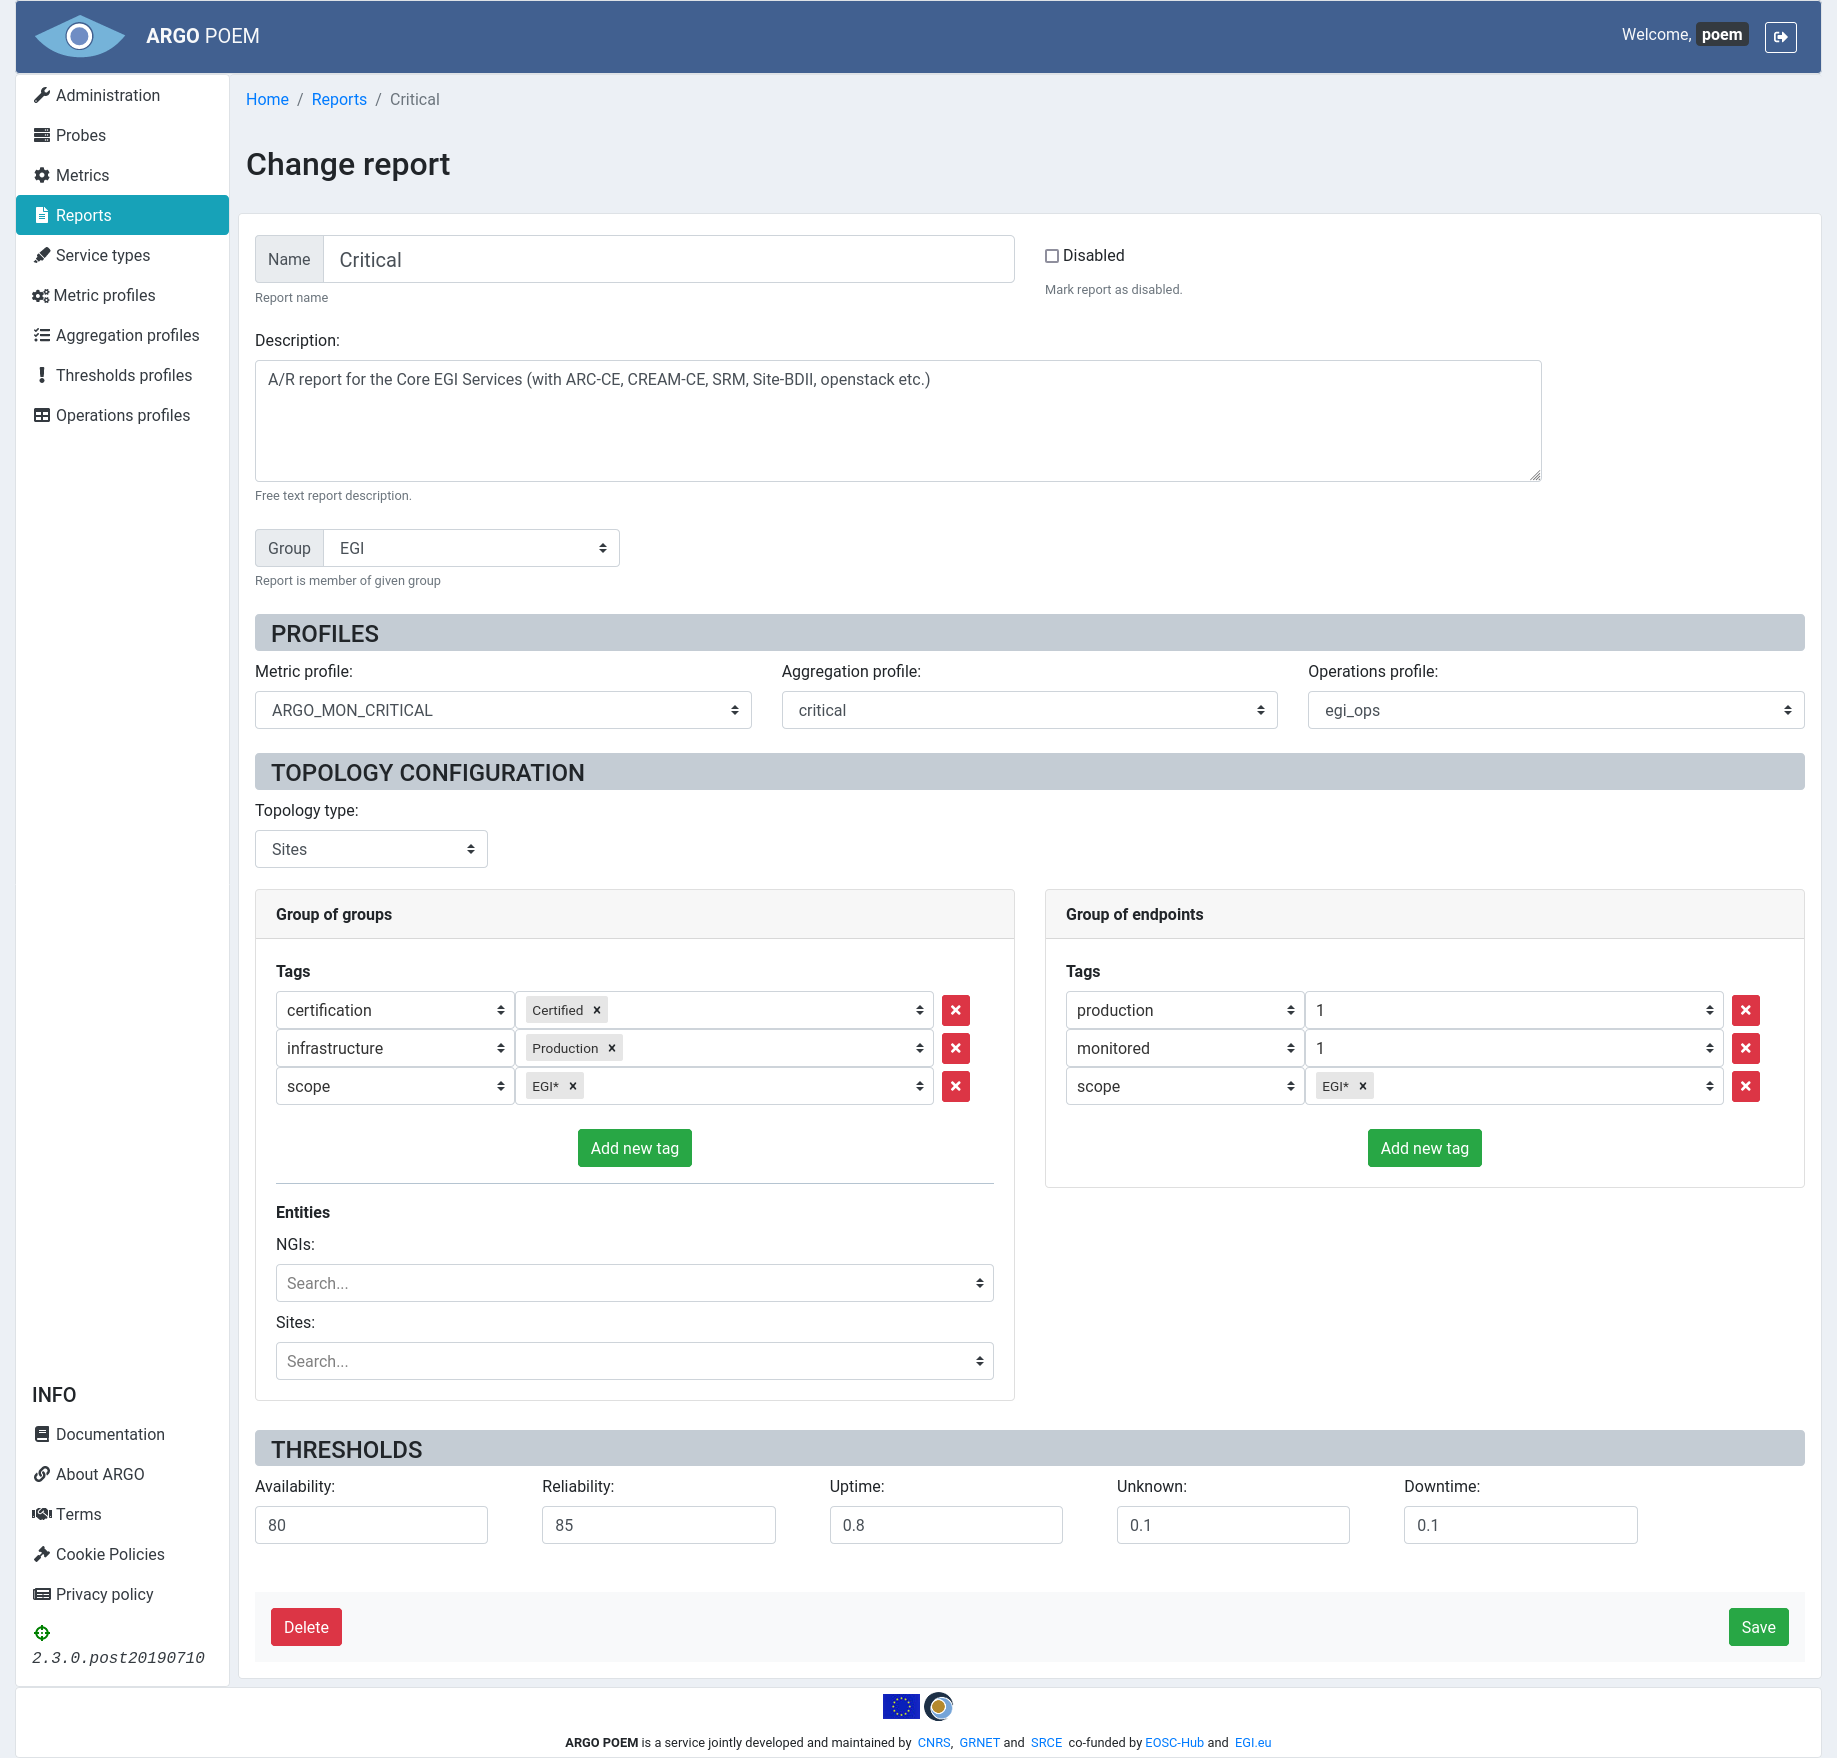 ARGO POEM
Welcome, poem
Administration
Probes
Metrics
Reports
Service types
Metric profiles
Aggregation profiles
Thresholds profiles
Operations profiles
INFO
Documentation
About ARGO
Terms
Cookie Policies
Privacy policy
2.3.0.post20190710
Home / Reports / Critical
Change report
Name Critical
Report name
Disabled
Mark report as disabled.
Description:
A/R report for the Core EGI Services (with ARC-CE, CREAM-CE, SRM, Site-BDII, openstack etc.)
Free text report description.
Group EGI
Report is member of given group
PROFILES
Metric profile: Aggregation profile: Operations profile:
ARGO_MON_CRITICAL critical egi_ops
TOPOLOGY CONFIGURATION
Topology type:
Sites
Group of groups
Tags
certification Certified ×
infrastructure Production ×
scope EGI* ×
Add new tag
Entities
NGIs:
Search...
Sites:
Search...
Group of endpoints
Tags
production 1
monitored 1
scope EGI* ×
Add new tag
THRESHOLDS
Availability: Reliability: Uptime: Unknown: Downtime:
80 85 0.8 0.1 0.1
Delete Save
ARGO POEM is a service jointly developed and maintained by CNRS, GRNET and SRCE co-funded by EOSC-Hub and EGI.eu